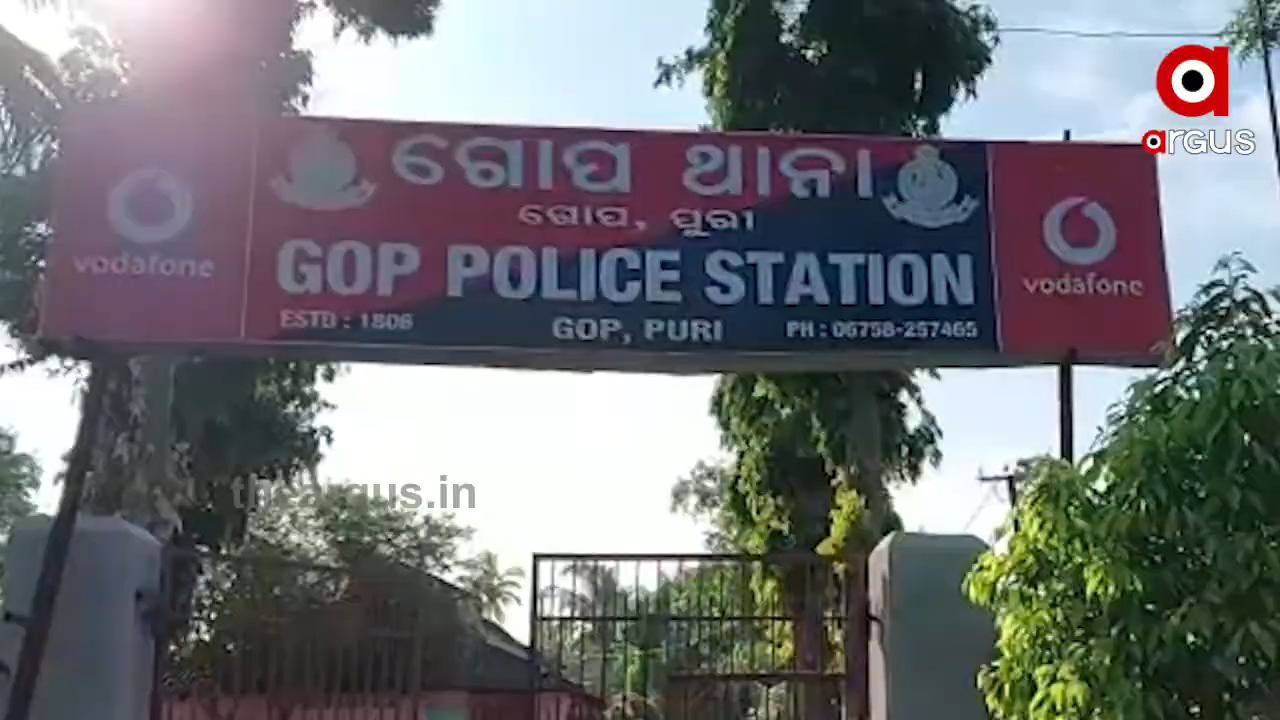 argus
ଗୋପ ଥାନା
ଗୋପ, ପୁରୀ
GOP POLICE STATION
ESTD : 1806
GOP, PURI
PH : 06758-257465
vodafone
vodafone
theargus.in